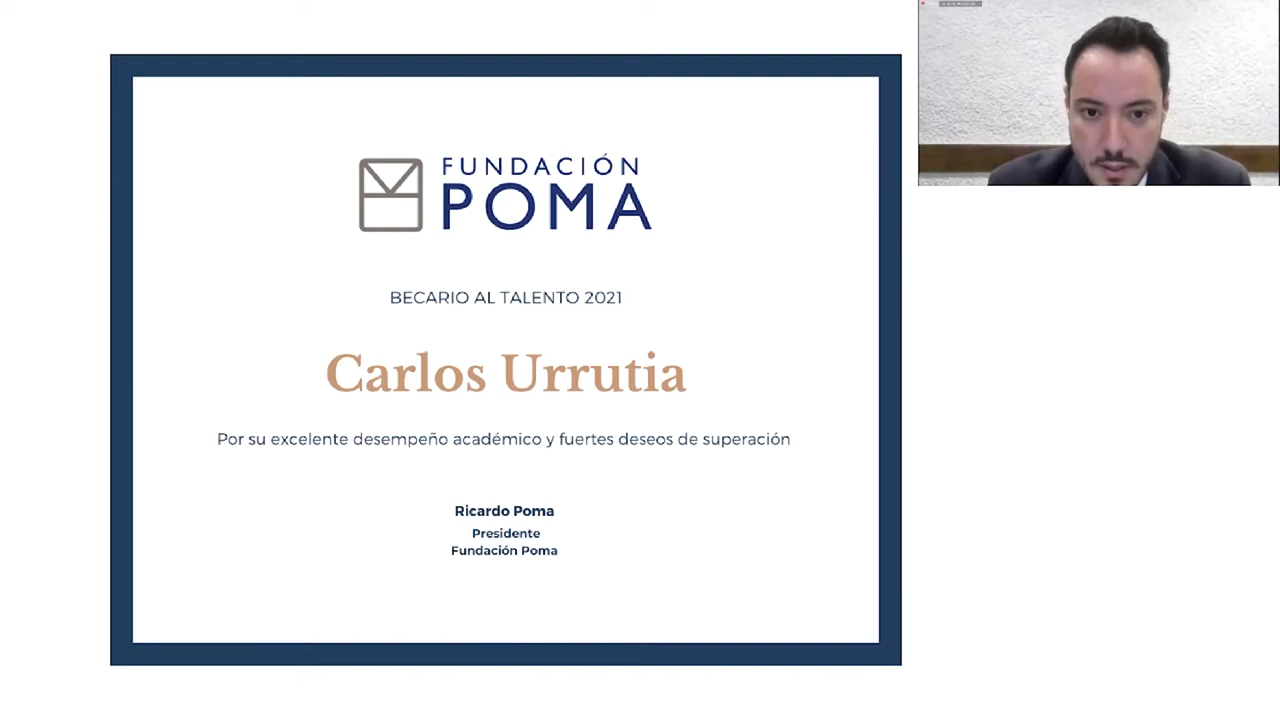 FUNDACIÓN
POMA
BECARIO AL TALENTO 2021
Carlos Urrutia
Por su excelente desempeño académico y fuertes deseos de superación
Ricardo Poma
Presidente
Fundación Poma